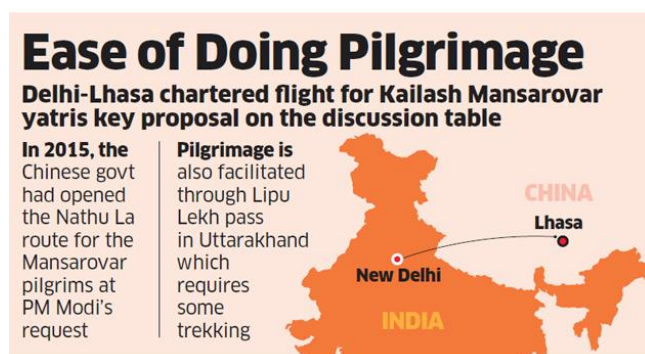 Ease of Doing Pilgrimage
Delhi-Lhasa chartered flight for Kailash Mansarovar
yatris key proposal on the discussion table
In 2015, the
Chinese govt
had opened
the Nathu La
route for the
Mansarovar
pilgrims at
PM Modi's
request
Pilgrimage is
also facilitated
through Lipu
Lekh pass
in Uttarakhand
which
requires
some
trekking
CHINA
Lhasa
New Delhi
INDIA